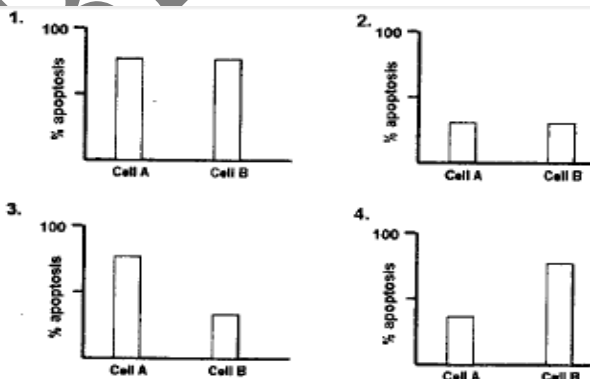 1.
100
% apoptosis
Cell A
Cell B
2.
100
% apoptosis
Cell A
Cell B
3.
100
% apoptosis
Cell A
Cell B
4.
100
% apoptosis
Cell A
Cell B